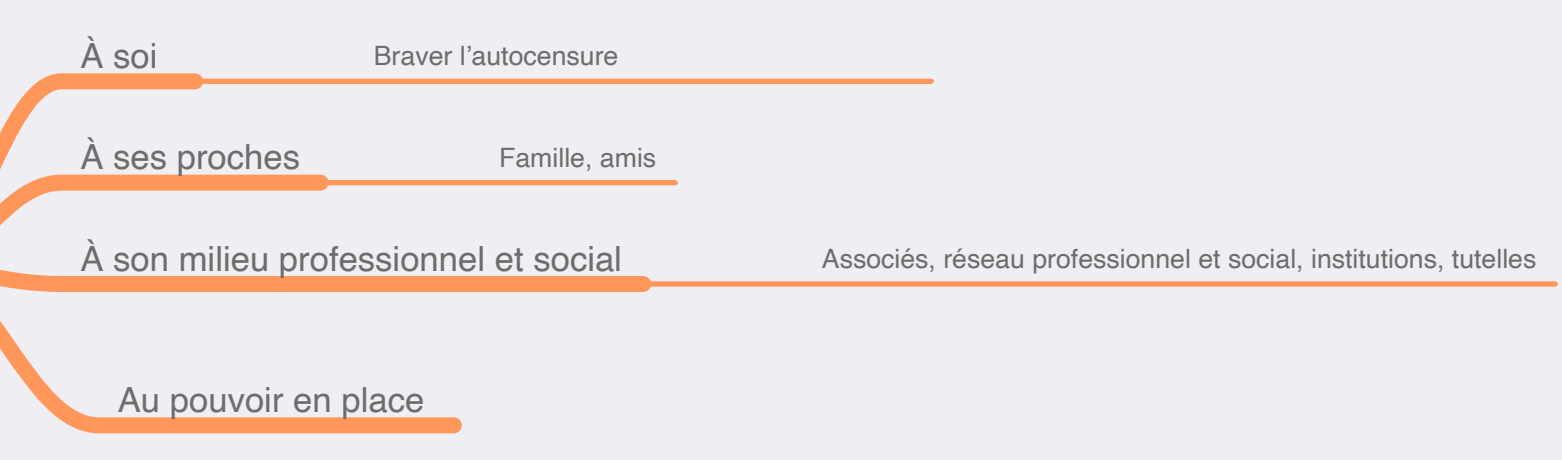 À soi
Braver l’autocensure
À ses proches
Famille, amis
À son milieu professionnel et social
Associés, réseau professionnel et social, institutions, tutelles
Au pouvoir en place